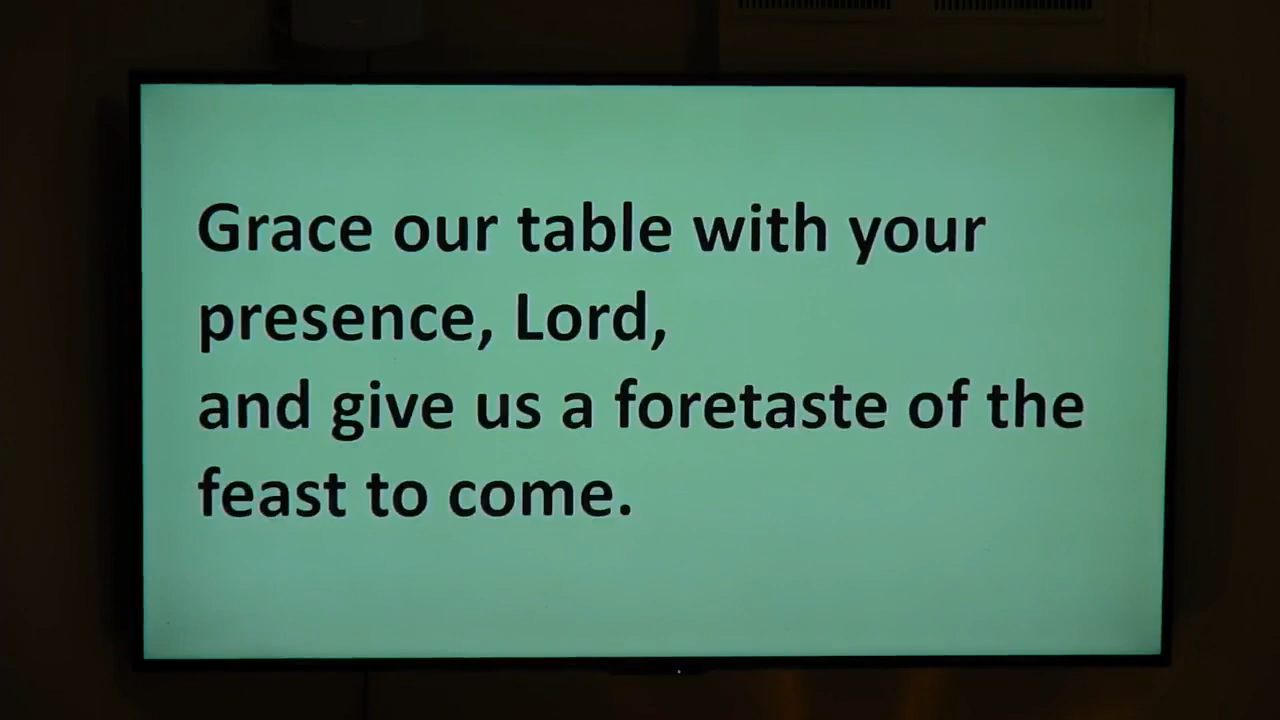 Grace our table with your
presence, Lord,
and give us a foretaste of the
feast to come.